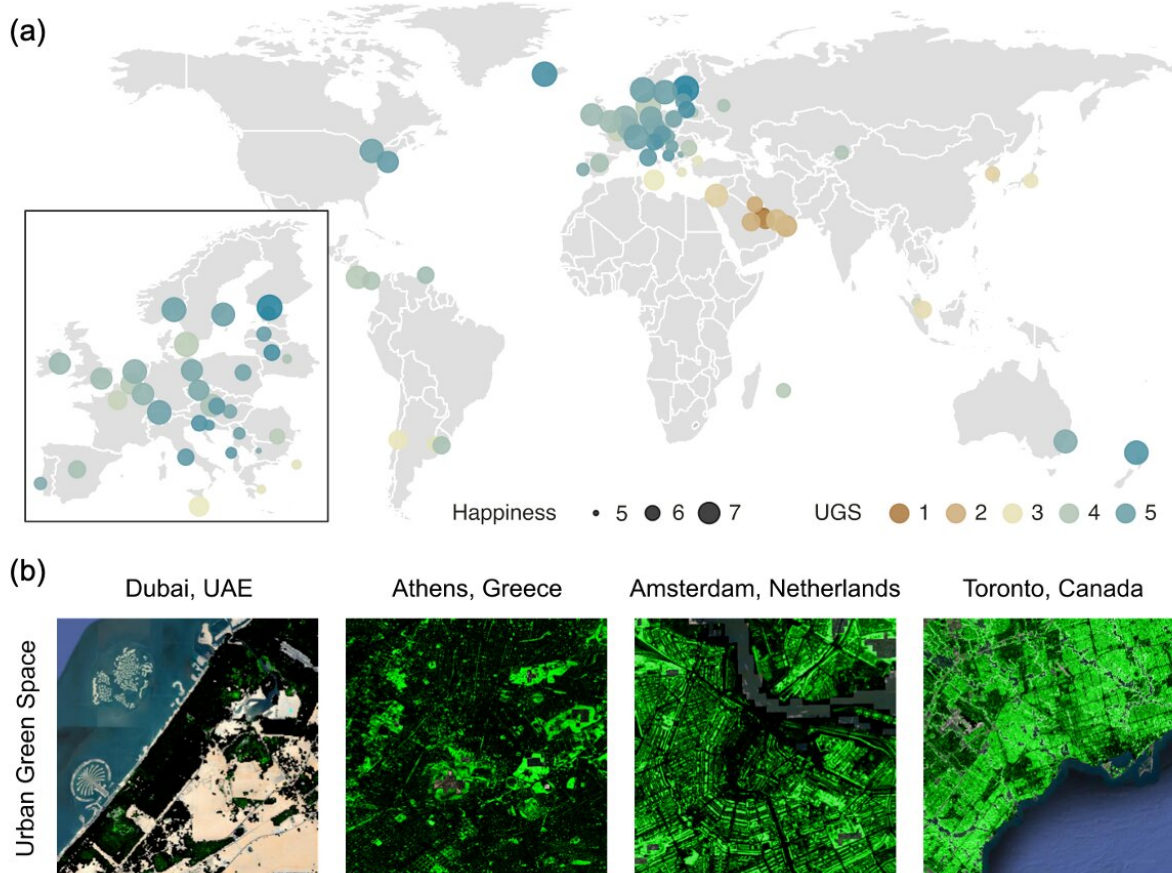 (a)
Happiness 5 6 7 UGS 1 2 3 4 5
(b)
Dubai, UAE Athens, Greece Amsterdam, Netherlands Toronto, Canada
Urban Green Space